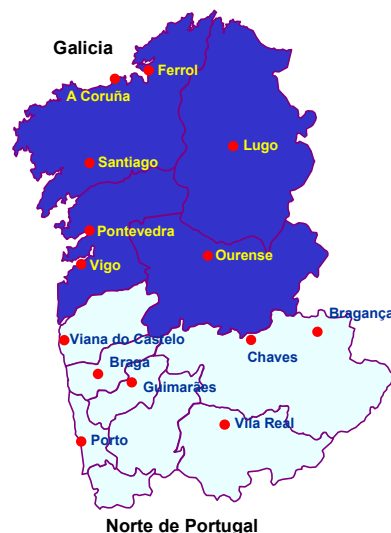 Galicia
Ferrol
A Coruña
Lugo
Santiago
Pontevedra
Ourense
Vigo
Bragança
Viana do Castelo
Chaves
Braga
Guimarães
Vila Real
Porto
Norte de Portugal